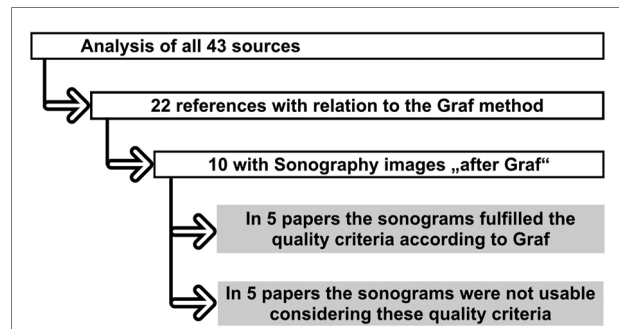 Analysis of all 43 sources
22 references with relation to the Graf method
10 with Sonography images „after Graf“
In 5 papers the sonograms fulfilled the
quality criteria according to Graf
In 5 papers the sonograms were not usable
considering these quality criteria